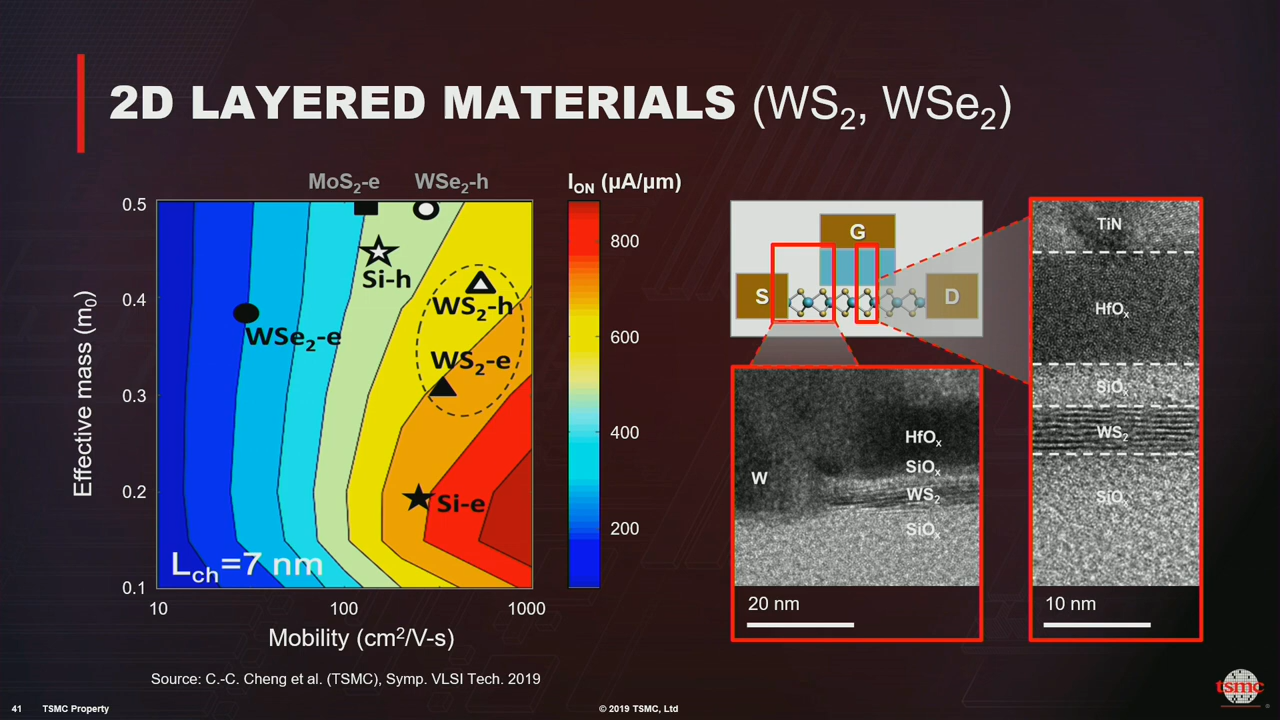 2D LAYERED MATERIALS (WS₂, WSe₂)
MoS₂-e WSe₂-h I_ON (µA/µm)
0.5
0.4
0.3
0.2
0.1
Effective mass (m₀)
10 100 1000
Mobility (cm²/V-s)
Si-h
WS₂-h
WSe₂-e
WS₂-e
Si-e
L_ch=7 nm
800
600
400
200
G
S D
W
HfOₓ
SiOₓ
WS₂
SiOₓ
20 nm
TiN
HfOₓ
SiOₓ
WS₂
SiOₓ
10 nm
Source: C.-C. Cheng et al. (TSMC), Symp. VLSI Tech. 2019
tsmc
41 TSMC Property © 2019 TSMC, Ltd